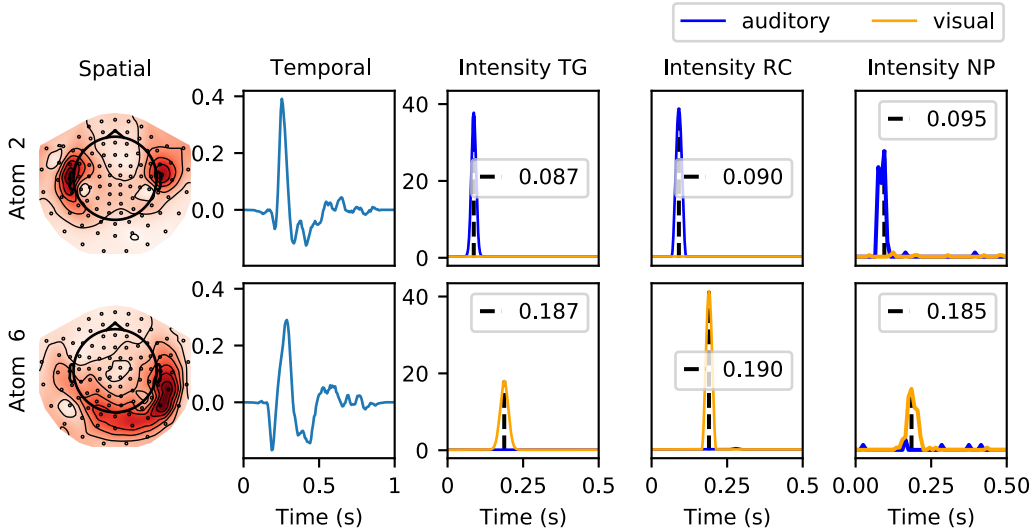 auditory visual
Spatial Temporal Intensity TG Intensity RC Intensity NP
Atom 2
0.4
0.2
0.0
40
20
0
0.087
0.090
0.095
Atom 6
0.4
0.2
0.0
40
20
0
0.187
0.190
0.185
0 0.5 1
0 0.25 0.5
0 0.25 0.5
0.00 0.25 0.50
Time (s) Time (s) Time (s) Time (s)